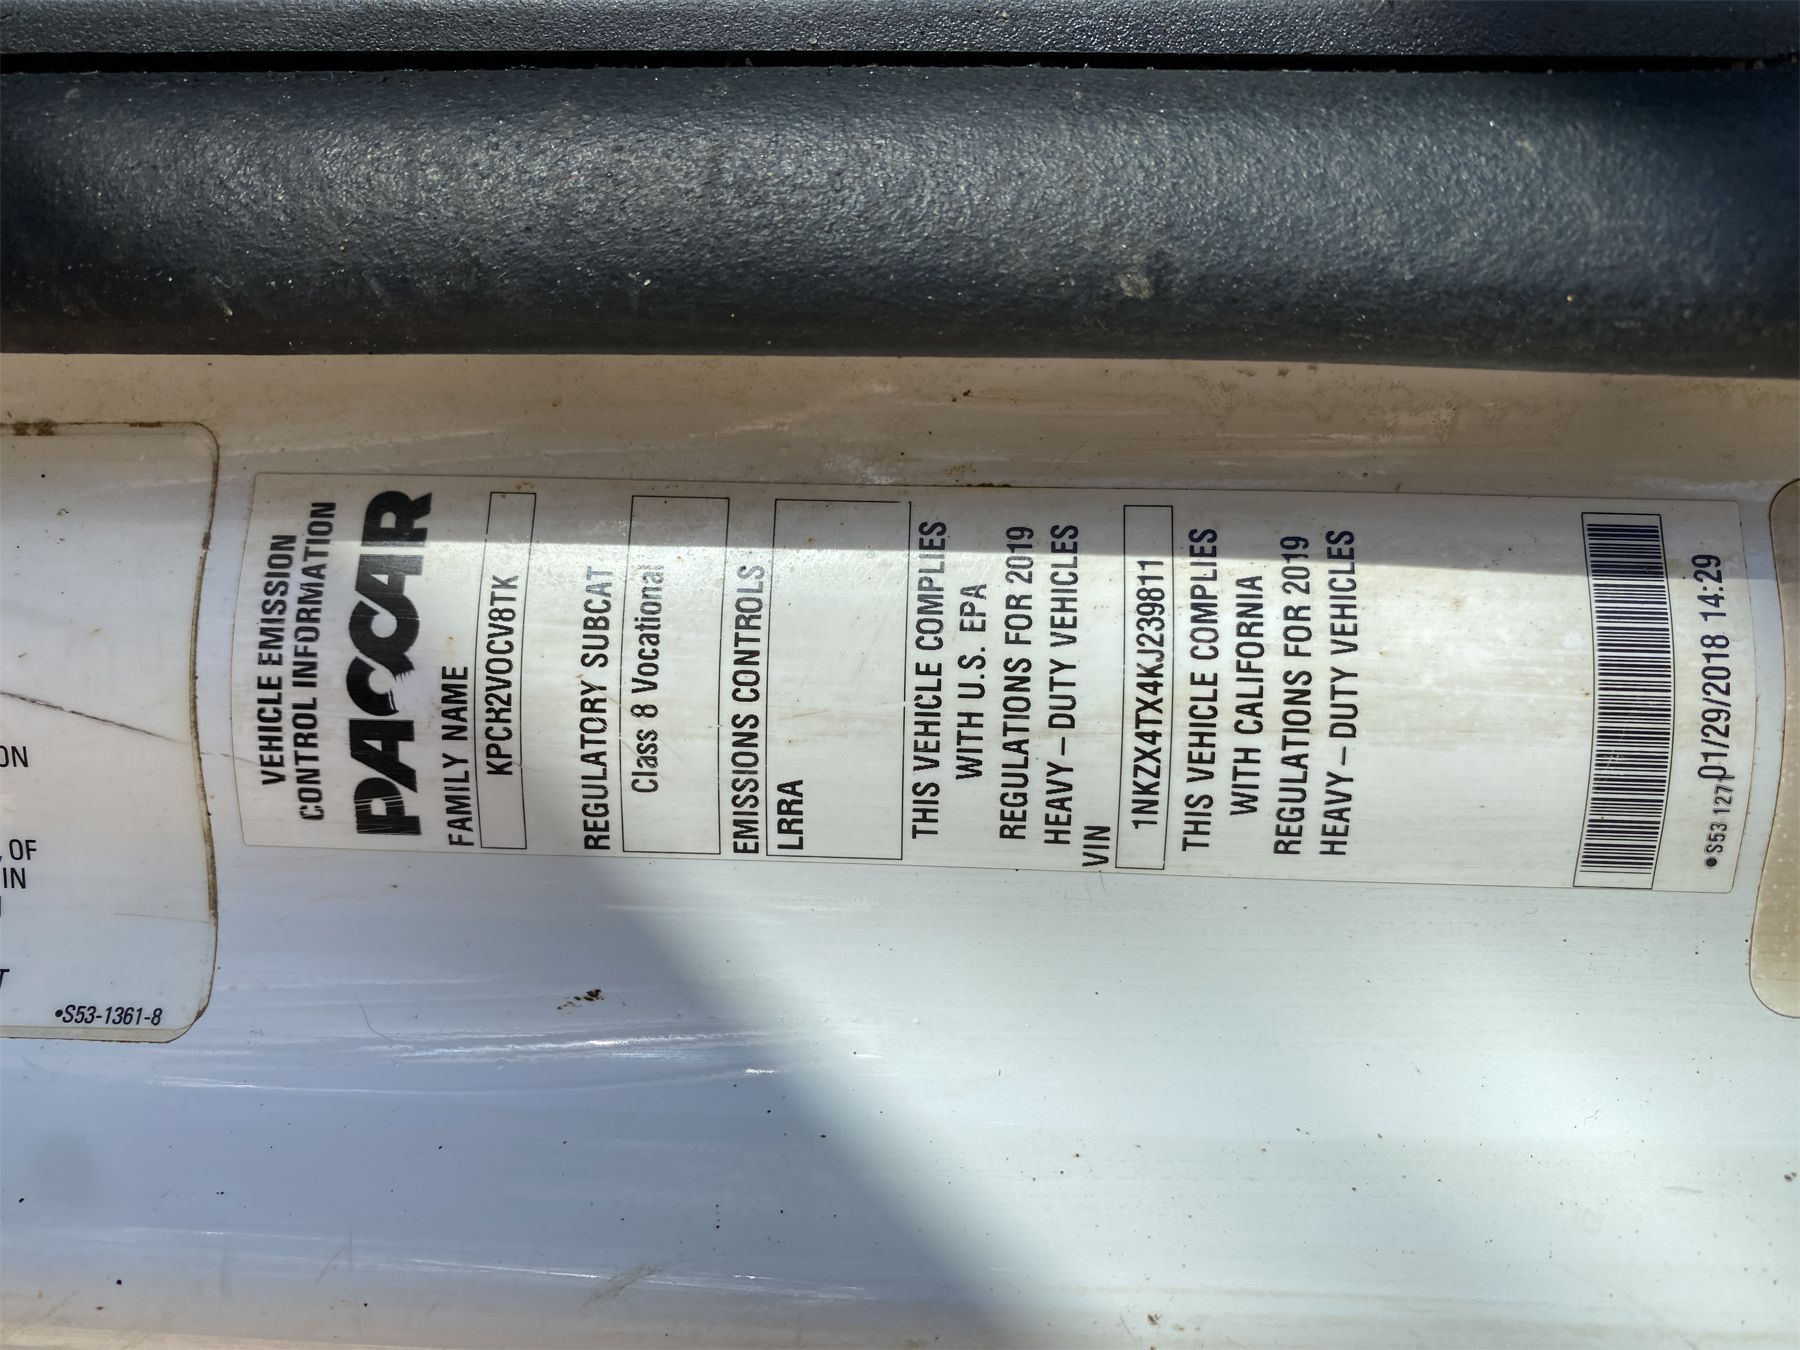 VEHICLE EMISSION
CONTROL INFORMATION
PACCAR
FAMILY NAME
KPCR2VOCV8TK
REGULATORY SUBCAT
Class 8 Vocational
EMISSIONS CONTROLS
LRRA
THIS VEHICLE COMPLIES
WITH U.S. EPA
REGULATIONS FOR 2019
HEAVY – DUTY VEHICLES
VIN
1NKZX4TX4KJ239811
THIS VEHICLE COMPLIES
WITH CALIFORNIA
REGULATIONS FOR 2019
HEAVY – DUTY VEHICLES
•S53 1271
01/29/2018 14:29
ON
OF
IN
T
•S53-1361-8